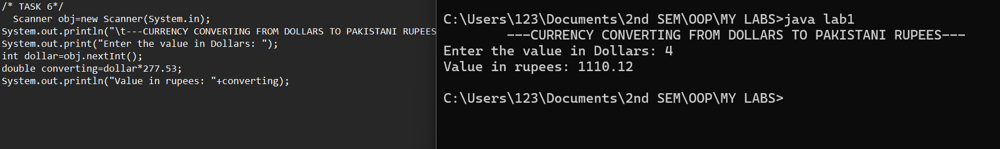 /* TASK 6*/
Scanner obj=new Scanner(System.in);
System.out.println("\t---CURRENCY CONVERTING FROM DOLLARS TO PAKISTANI RUPEES
System.out.print("Enter the value in Dollars: ");
int dollar=obj.nextInt();
double converting=dollar*277.53;
System.out.println("Value in rupees: "+converting);
C:\Users\123\Documents\2nd SEM\OOP\MY LABS>java lab1
---CURRENCY CONVERTING FROM DOLLARS TO PAKISTANI RUPEES---
Enter the value in Dollars: 4
Value in rupees: 1110.12
C:\Users\123\Documents\2nd SEM\OOP\MY LABS>